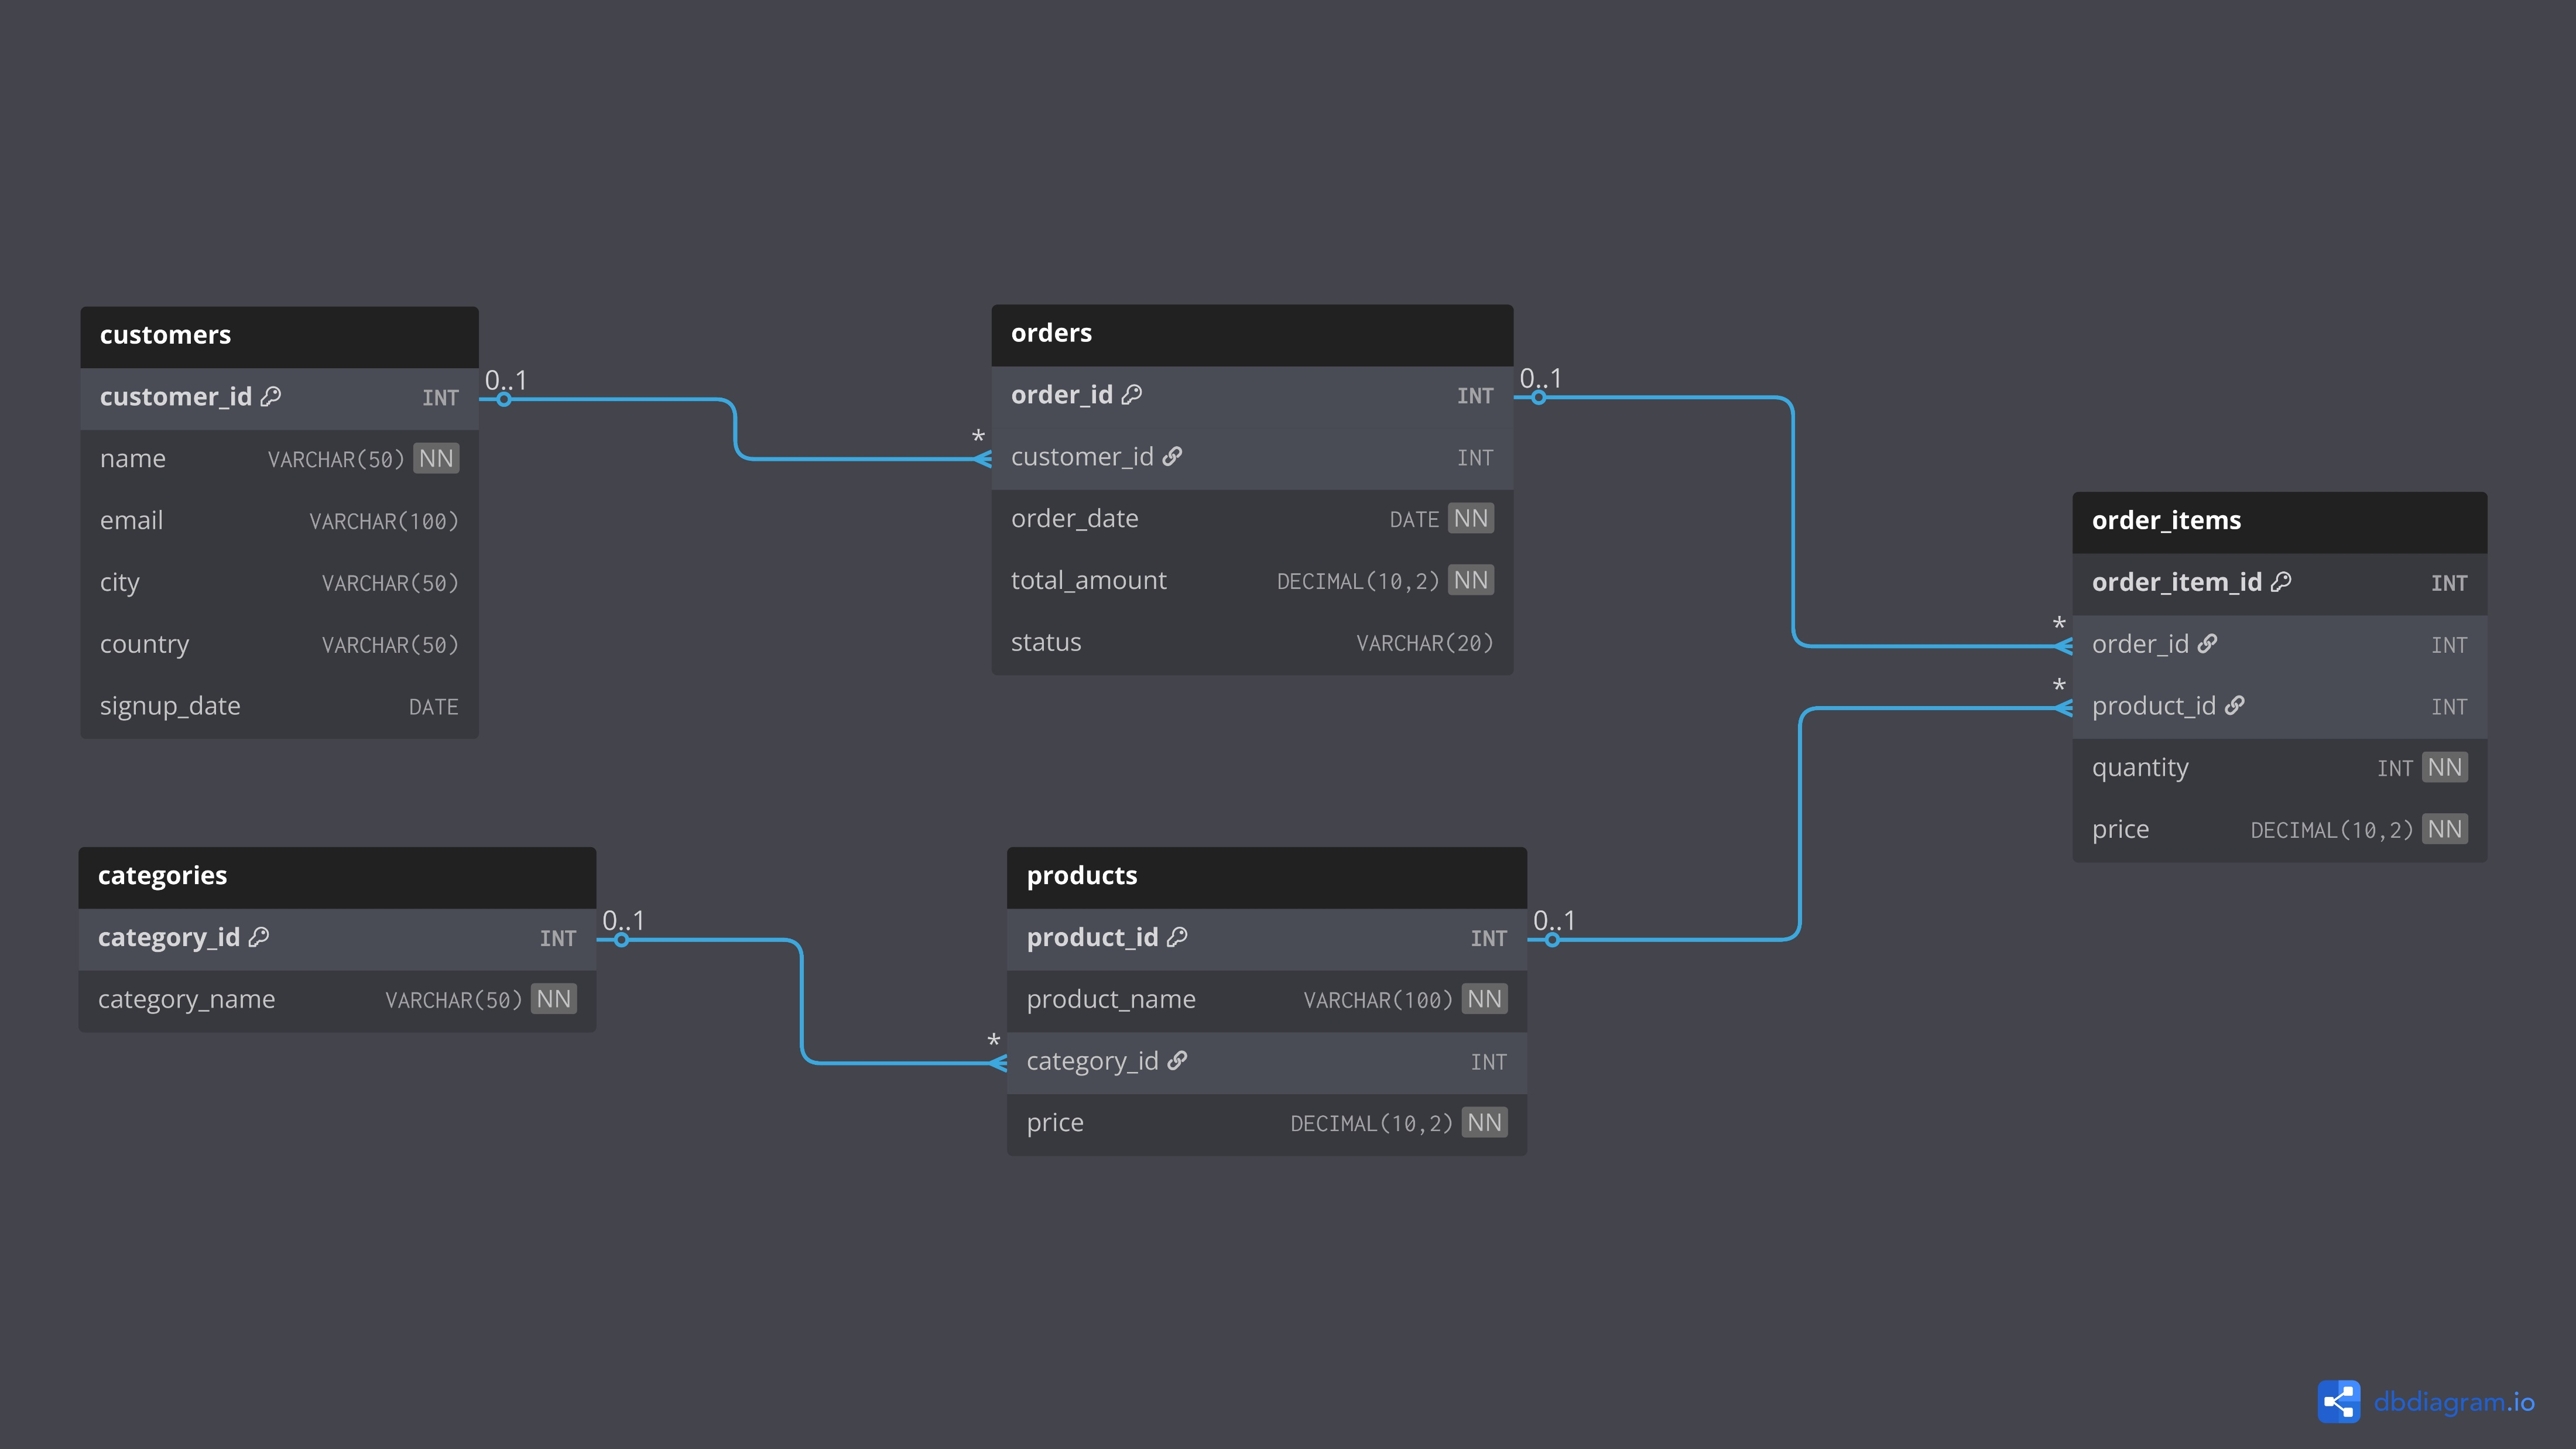 customers
customer_id INT
name VARCHAR(50) NN
email VARCHAR(100)
city VARCHAR(50)
country VARCHAR(50)
signup_date DATE
0..1
*
orders
order_id INT
customer_id INT
order_date DATE NN
total_amount DECIMAL(10,2) NN
status VARCHAR(20)
0..1
*
order_items
order_item_id INT
order_id INT
product_id INT
quantity INT NN
price DECIMAL(10,2) NN
categories
category_id INT
category_name VARCHAR(50) NN
0..1
*
products
product_id INT
product_name VARCHAR(100) NN
category_id INT
price DECIMAL(10,2) NN
0..1
*
dbdiagram.io